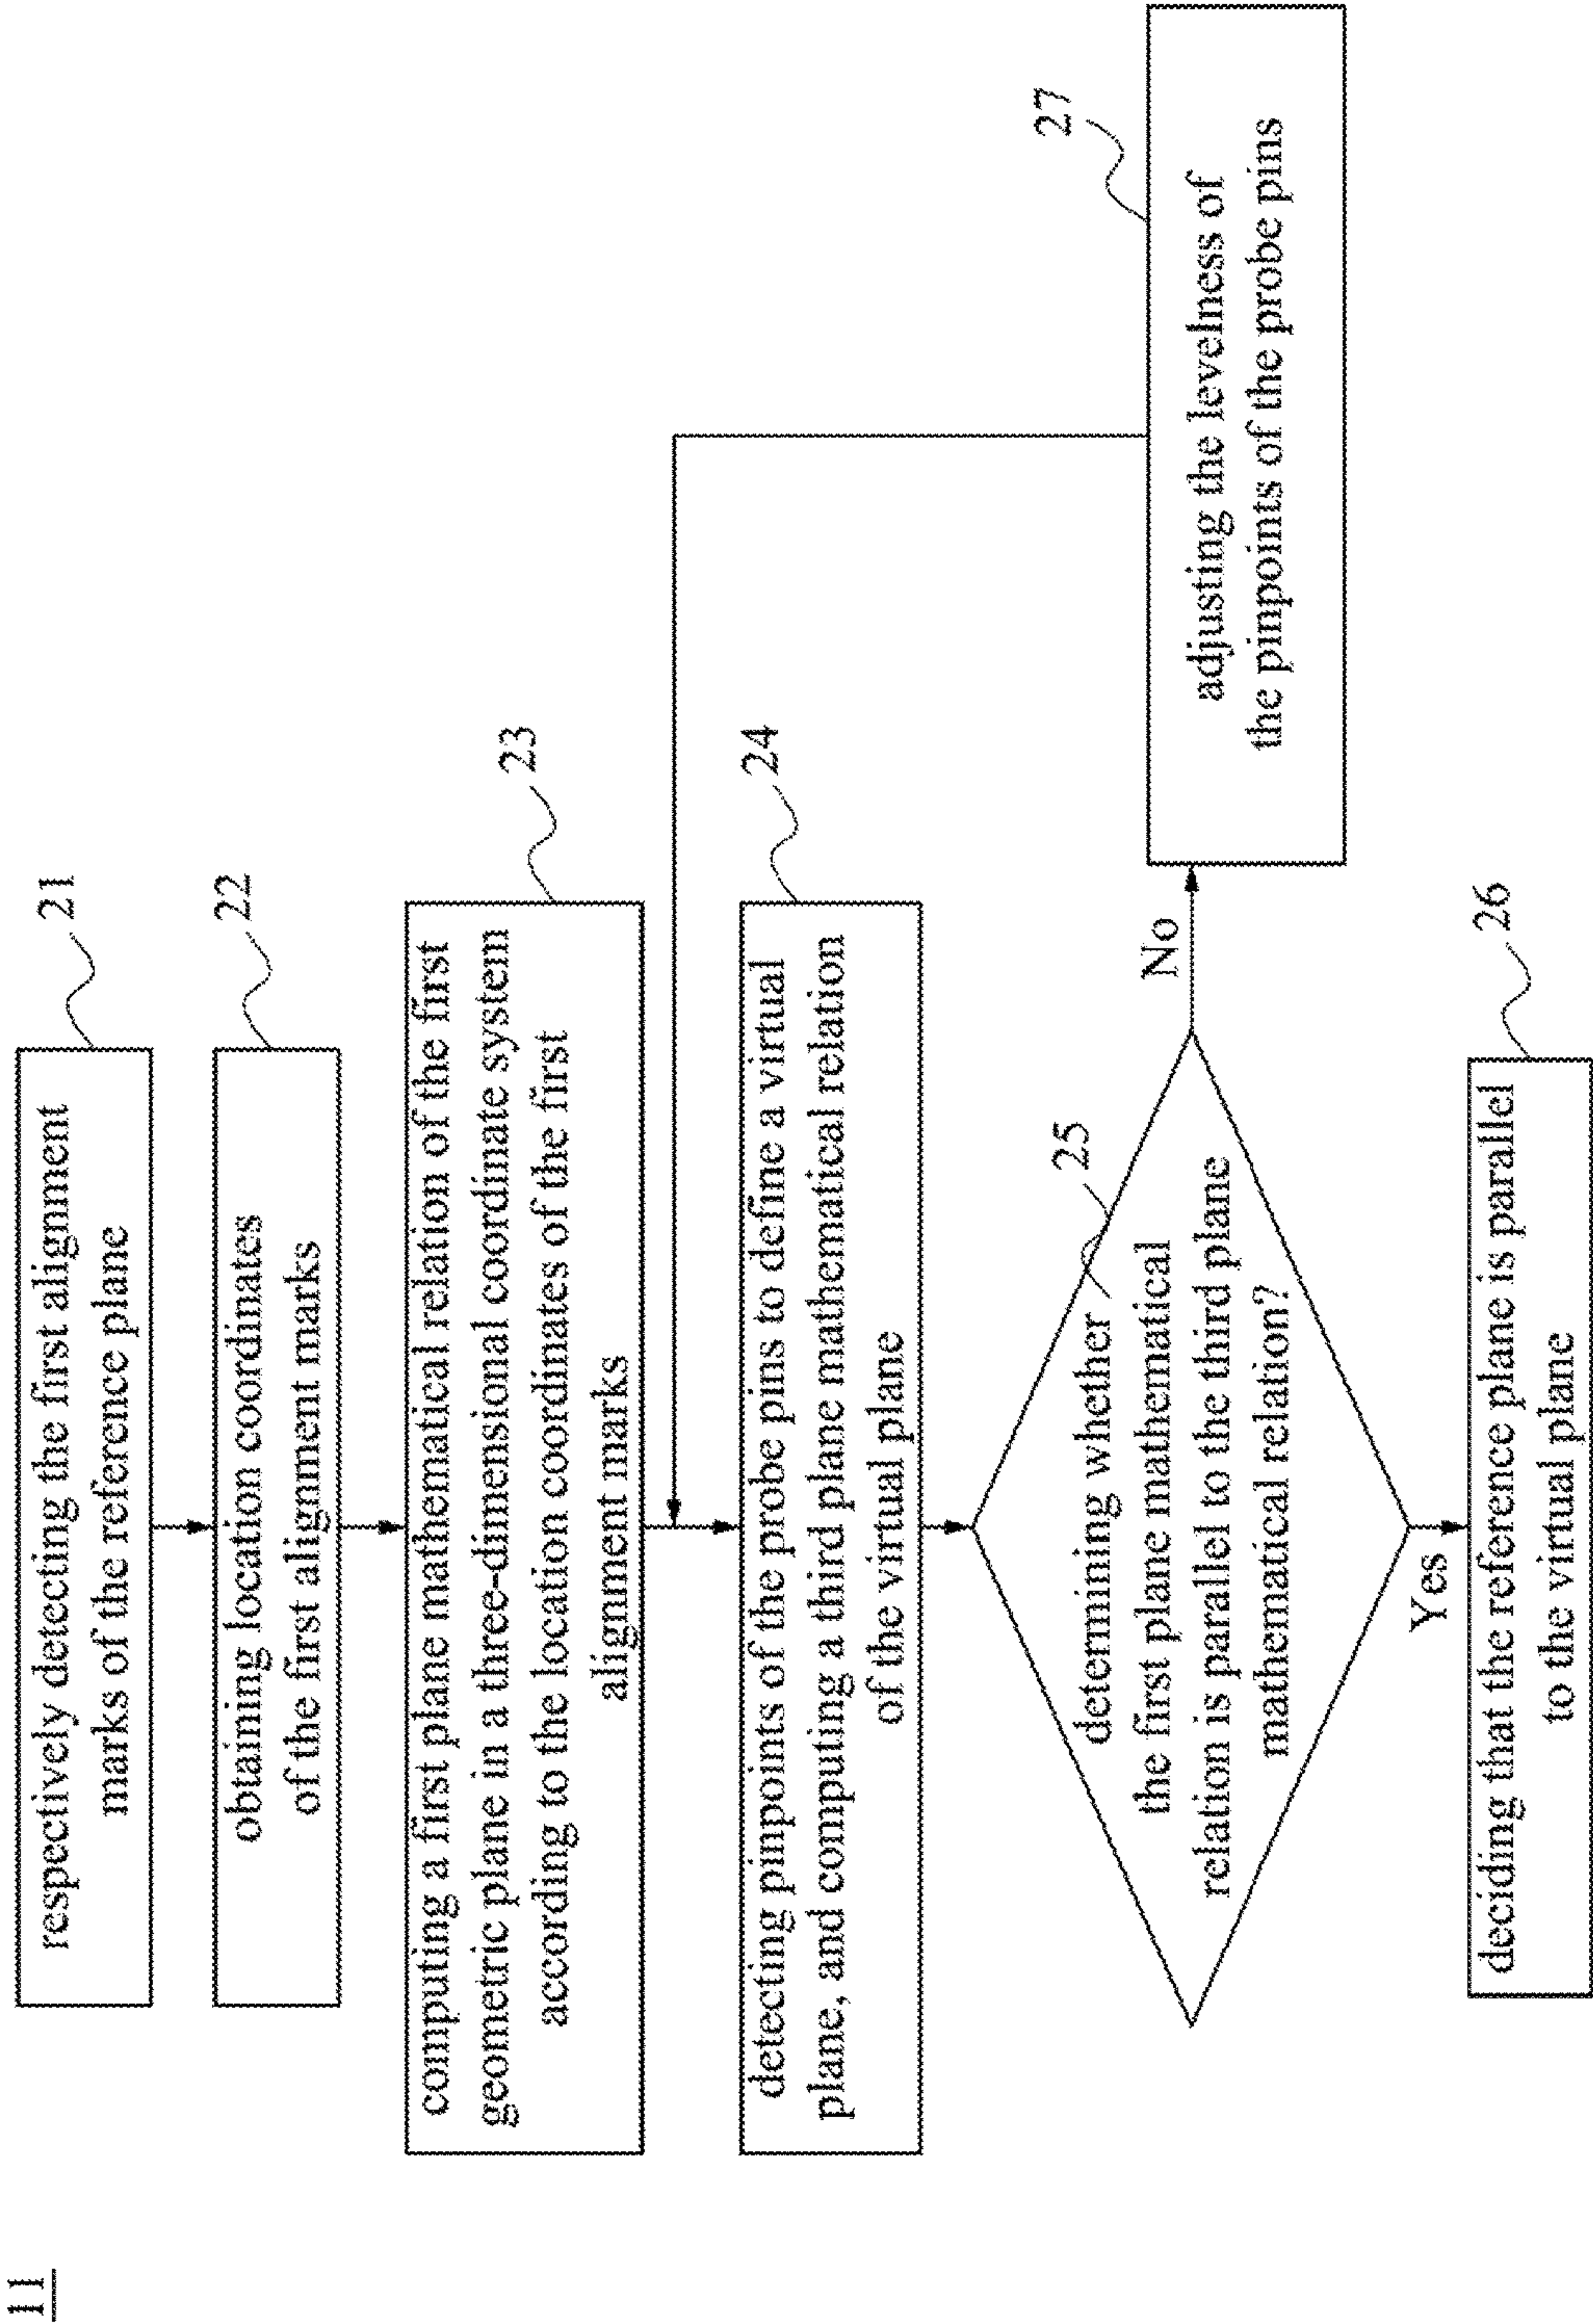 11
21
respectively detecting the first alignment
marks of the reference plane
22
obtaining location coordinates
of the first alignment marks
23
computing a first plane mathematical relation of the first
geometric plane in a three-dimensional coordinate system
according to the location coordinates of the first
alignment marks
24
detecting pinpoints of the probe pins to define a virtual
plane, and computing a third plane mathematical relation
of the virtual plane
25
determining whether
the first plane mathematical
relation is parallel to the third plane
mathematical relation?
No
27
adjusting the levelness of
the pinpoints of the probe pins
Yes
26
deciding that the reference plane is parallel
to the virtual plane